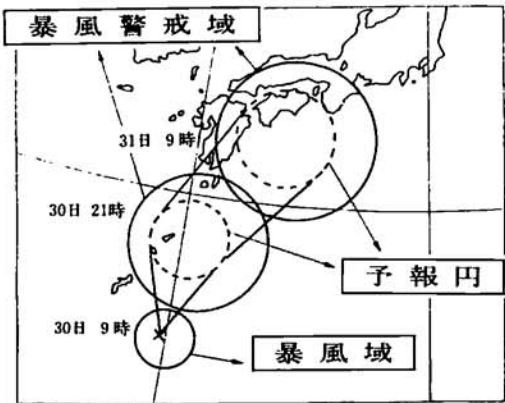 暴風警戒域
31日 9時
30日 21時
予報円
30日 9時
暴風域